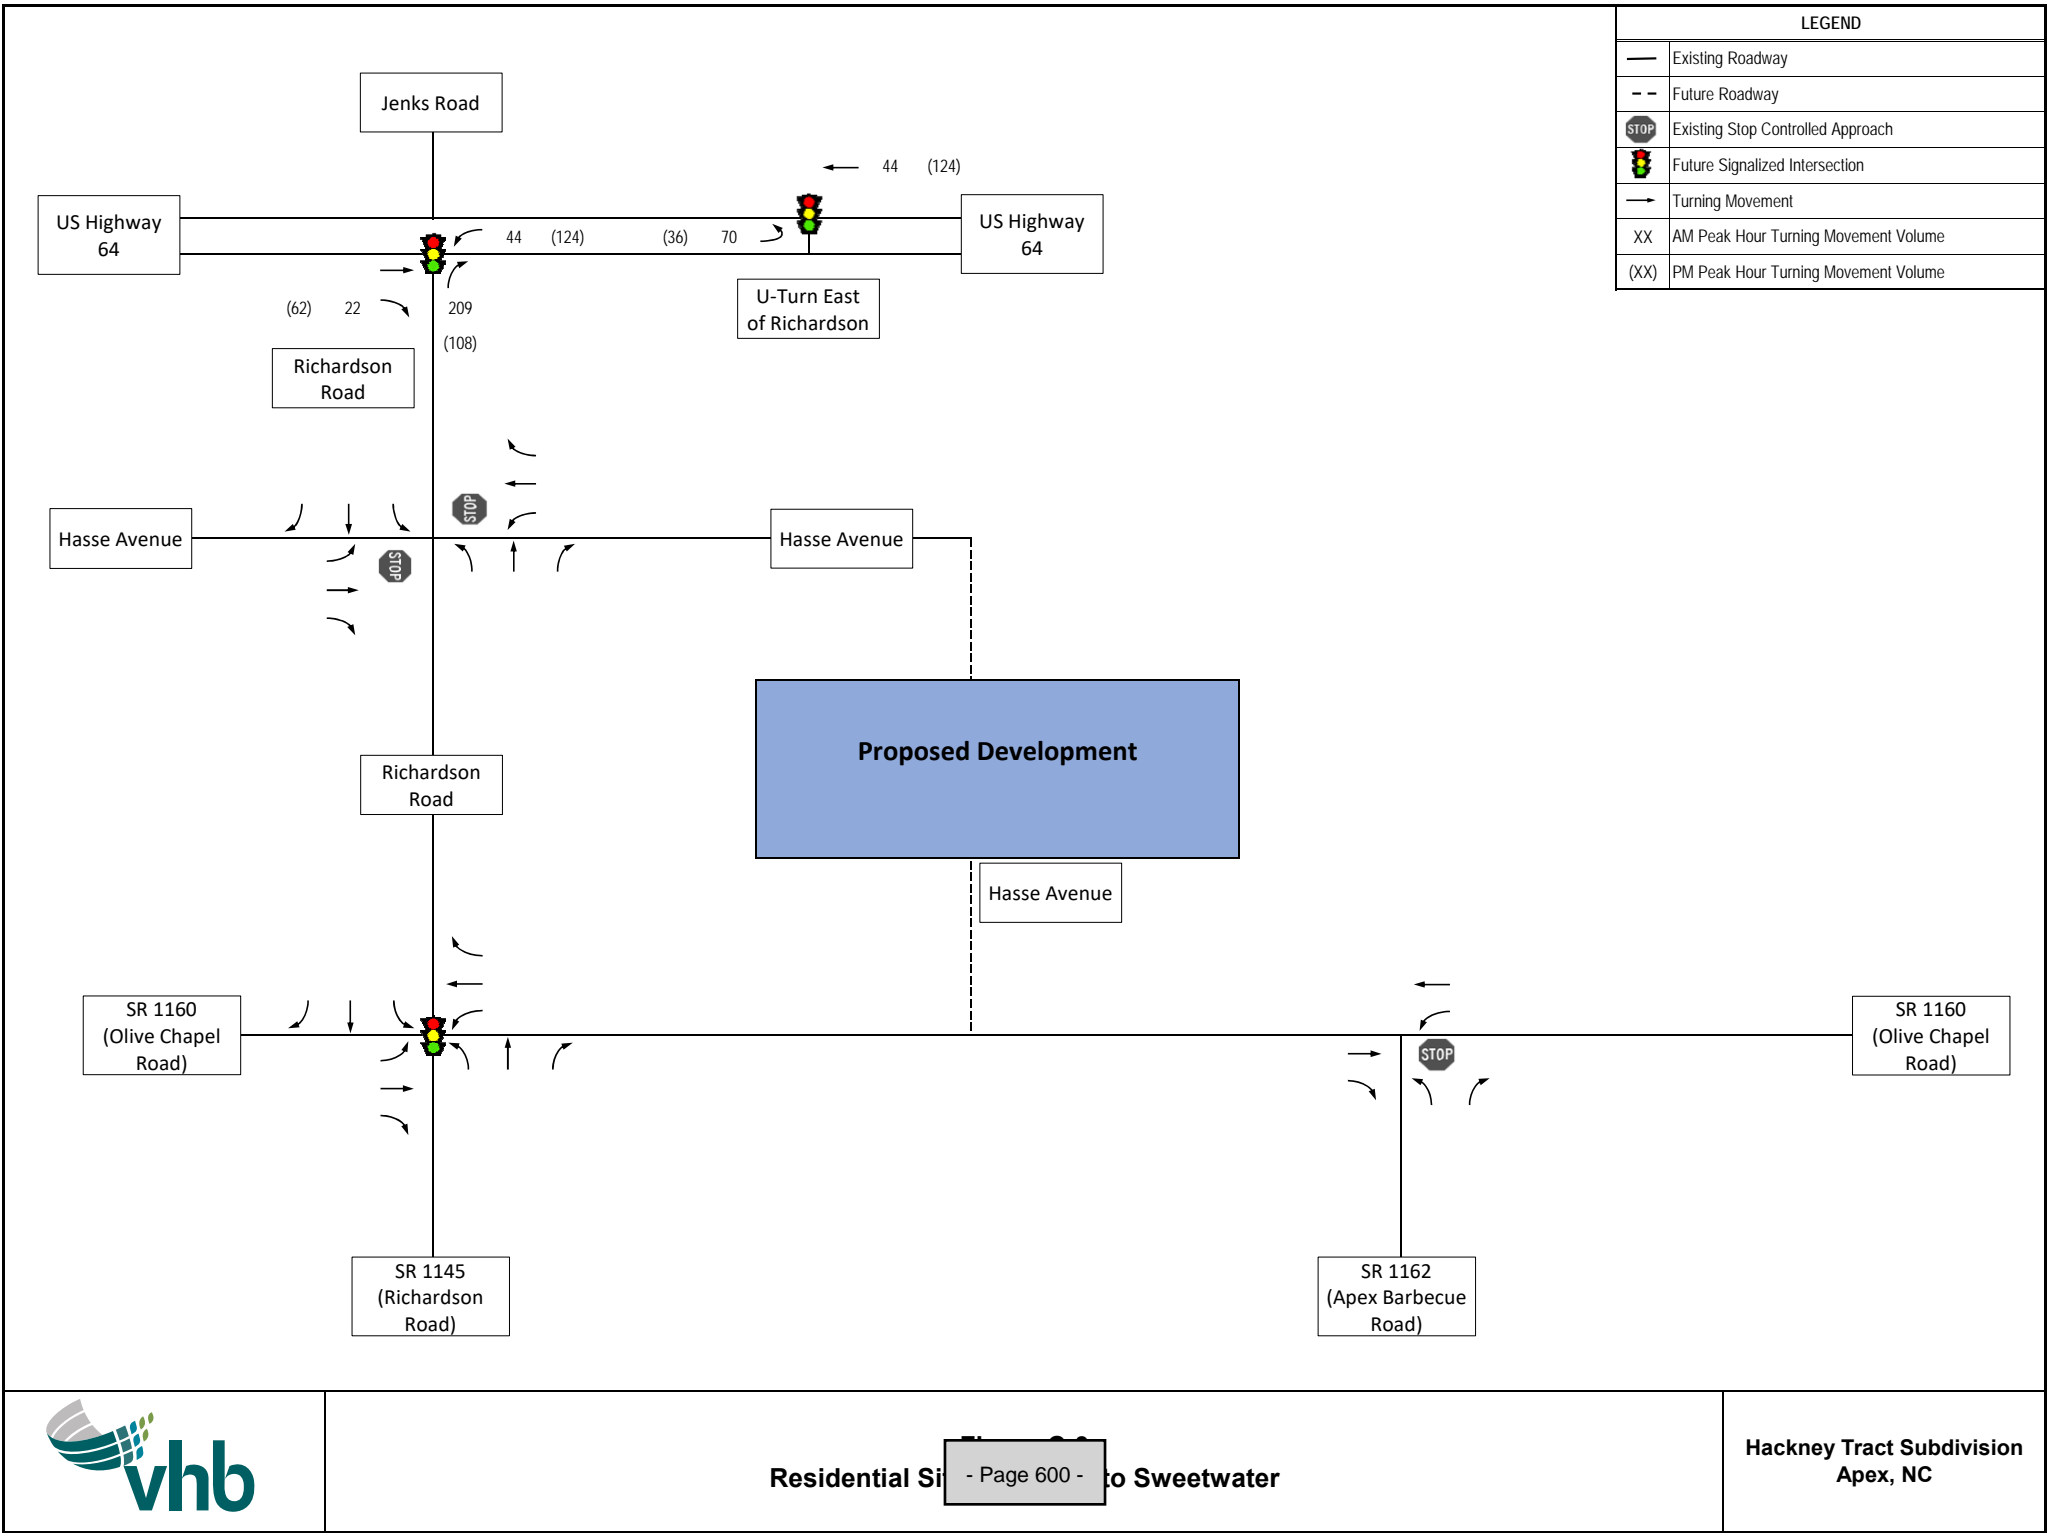 LEGEND
Existing Roadway
Future Roadway
STOP Existing Stop Controlled Approach
Future Signalized Intersection
Turning Movement
XX AM Peak Hour Turning Movement Volume
(XX) PM Peak Hour Turning Movement Volume
Jenks Road
44 (124)
US Highway
64
44 (124) (36) 70
US Highway
64
(62) 22
209
(108)
U-Turn East
of Richardson
Richardson
Road
STOP
Hasse Avenue
Hasse Avenue
STOP
Proposed Development
Richardson
Road
Hasse Avenue
SR 1160
(Olive Chapel
Road)
STOP
SR 1160
(Olive Chapel
Road)
SR 1145
(Richardson
Road)
SR 1162
(Apex Barbecue
Road)
vhb
- Page 600 -
Residential to Sweetwater
Hackney Tract Subdivision
Apex, NC